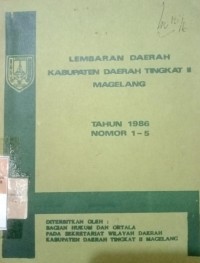 LEMBARAN DAERAH
KABUPATEN DAERAH TINGKAT II
MAGELANG
TAHUN 1986
NOMOR 1-5
DITERBITKAN OLEH :
BAGIAN HUKUM DAN ORTALA
PADA SEKRETARIAT WILAYAH DAERAH
KABUPATEN DAERAH TINGKAT II MAGELANG